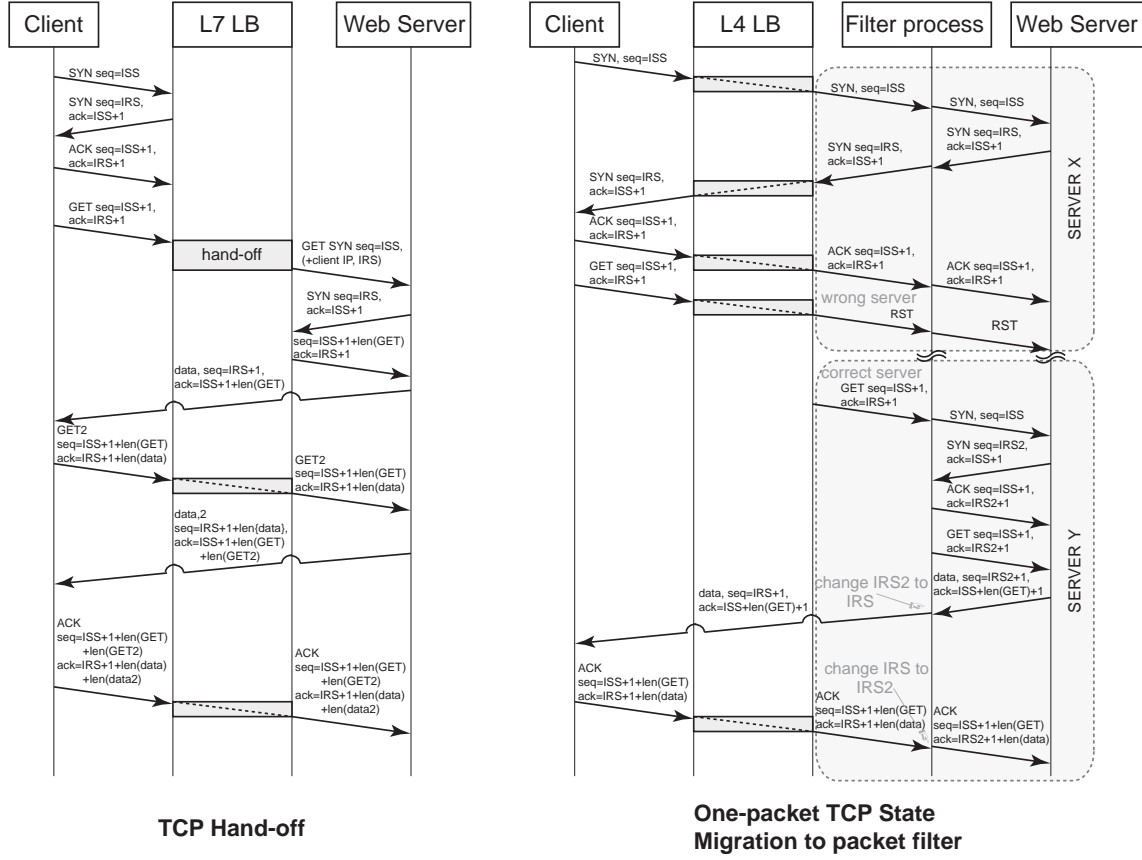 Client
L7 LB
Web Server
SYN seq=ISS
SYN seq=IRS,
ack=ISS+1
ACK seq=ISS+1,
ack=IRS+1
GET seq=ISS+1,
ack=IRS+1
hand-off
GET SYN seq=ISS,
(+client IP, IRS)
SYN seq=IRS,
ack=ISS+1
seq=ISS+1+len(GET)
ack=IRS+1
data, seq=IRS+1,
ack=ISS+1+len(GET)
GET2
seq=ISS+1+len(GET)
ack=IRS+1+len(data)
GET2
seq=ISS+1+len(GET)
ack=IRS+1+len(data)
data,2
seq=IRS+1+len{data},
ack=ISS+1+len(GET)
+len(GET2)
ACK
seq=ISS+1+len(GET)
+len(GET2)
ack=IRS+1+len(data)
+len(data2)
ACK
seq=ISS+1+len(GET)
+len(GET2)
ack=IRS+1+len(data)
+len(data2)
TCP Hand-off
Client
L4 LB
Filter process
Web Server
SYN, seq=ISS
SYN, seq=ISS
SYN, seq=ISS
SYN seq=IRS,
ack=ISS+1
SYN seq=IRS,
ack=ISS+1
SYN seq=IRS,
ack=ISS+1
ACK seq=ISS+1,
ack=IRS+1
ACK seq=ISS+1,
ack=IRS+1
ACK seq=ISS+1,
ack=IRS+1
GET seq=ISS+1,
ack=IRS+1
wrong server
RST
RST
SERVER X
correct server
GET seq=ISS+1,
ack=IRS+1
SYN, seq=ISS
SYN seq=IRS2,
ack=ISS+1
ACK seq=ISS+1,
ack=IRS2+1
GET seq=ISS+1,
ack=IRS2+1
data, seq=IRS2+1,
ack=ISS+len(GET)+1
change IRS2 to
IRS
data, seq=IRS+1,
ack=ISS+len(GET)+1
ACK
seq=ISS+1+len(GET)
ack=IRS+1+len(data)
change IRS to
IRS2
ACK
seq=ISS+1+len(GET)
ack=IRS+1+len(data)
ACK
seq=ISS+1+len(GET)
ack=IRS2+1+len(data)
SERVER Y
One-packet TCP State
Migration to packet filter